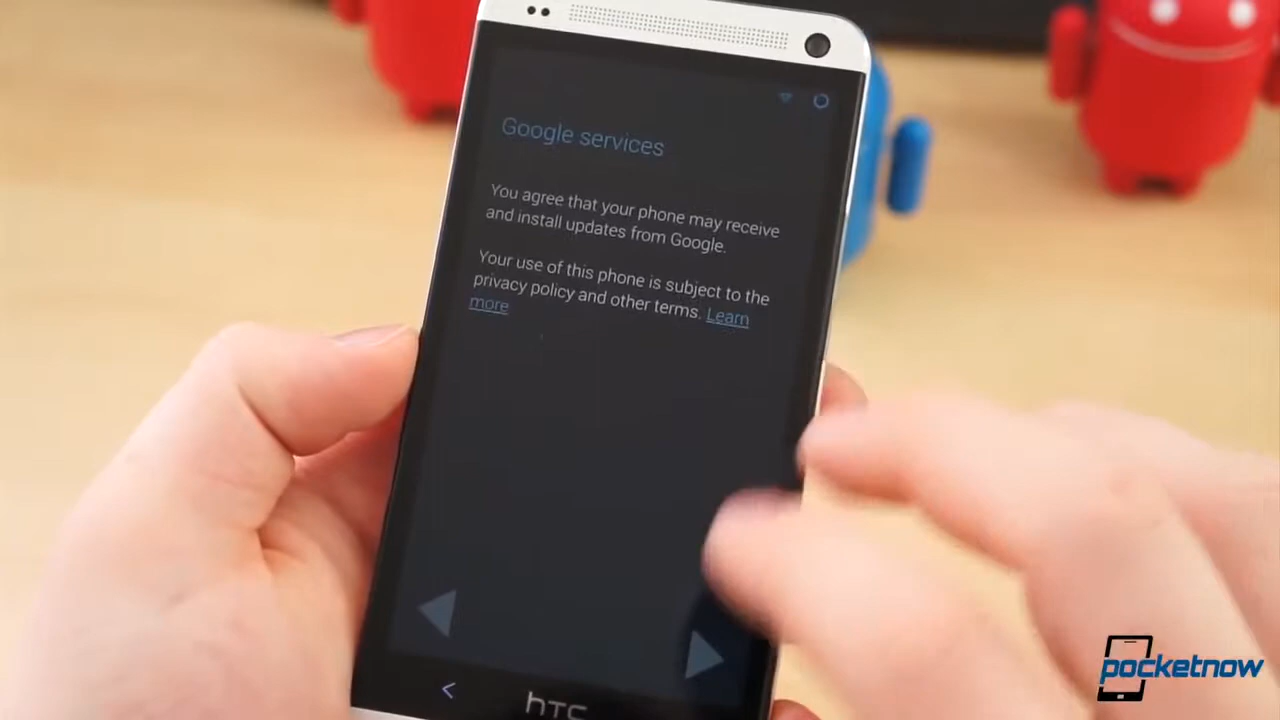 Google services
You agree that your phone may receive
and install updates from Google.
Your use of this phone is subject to the
privacy policy and other terms. Learn
more
hTC
pocketnow